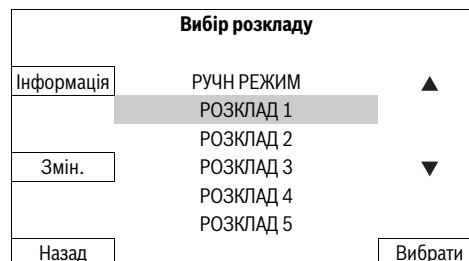 Вибір розкладу
Інформація РУЧН РЕЖИМ ▲
РОЗКЛАД 1
РОЗКЛАД 2
Змін. РОЗКЛАД 3 ▼
РОЗКЛАД 4
РОЗКЛАД 5
Назад Вибрати